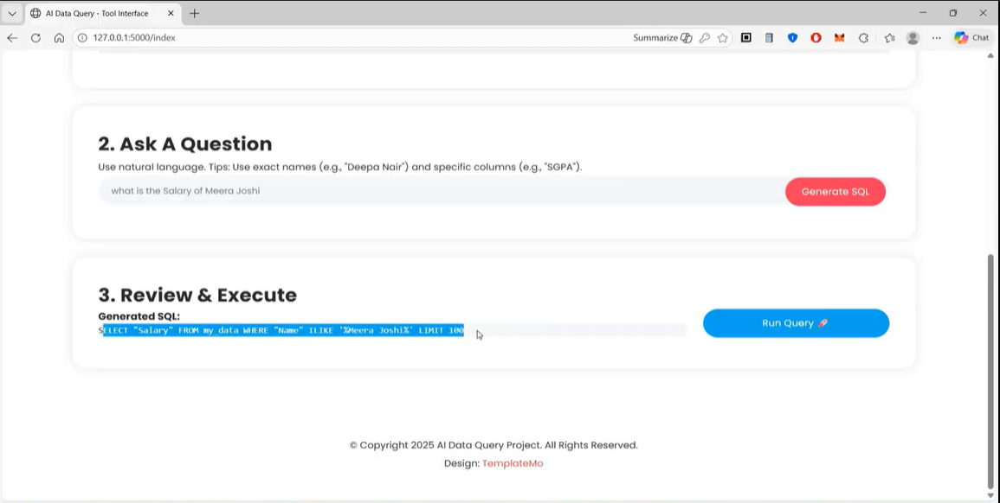 AI Data Query - Tool Interface
127.0.0.1:5000/index
Summarize
Chat
2. Ask A Question
Use natural language. Tips: Use exact names (e.g., "Deepa Nair") and specific columns (e.g., "SGPA").
what is the Salary of Meera Joshi
Generate SQL
3. Review & Execute
Generated SQL:
SELECT "Salary" FROM my_data WHERE "Name" ILIKE '%Meera Joshi%' LIMIT 100
Run Query 🚀
© Copyright 2025 AI Data Query Project. All Rights Reserved.
Design: TemplateMo